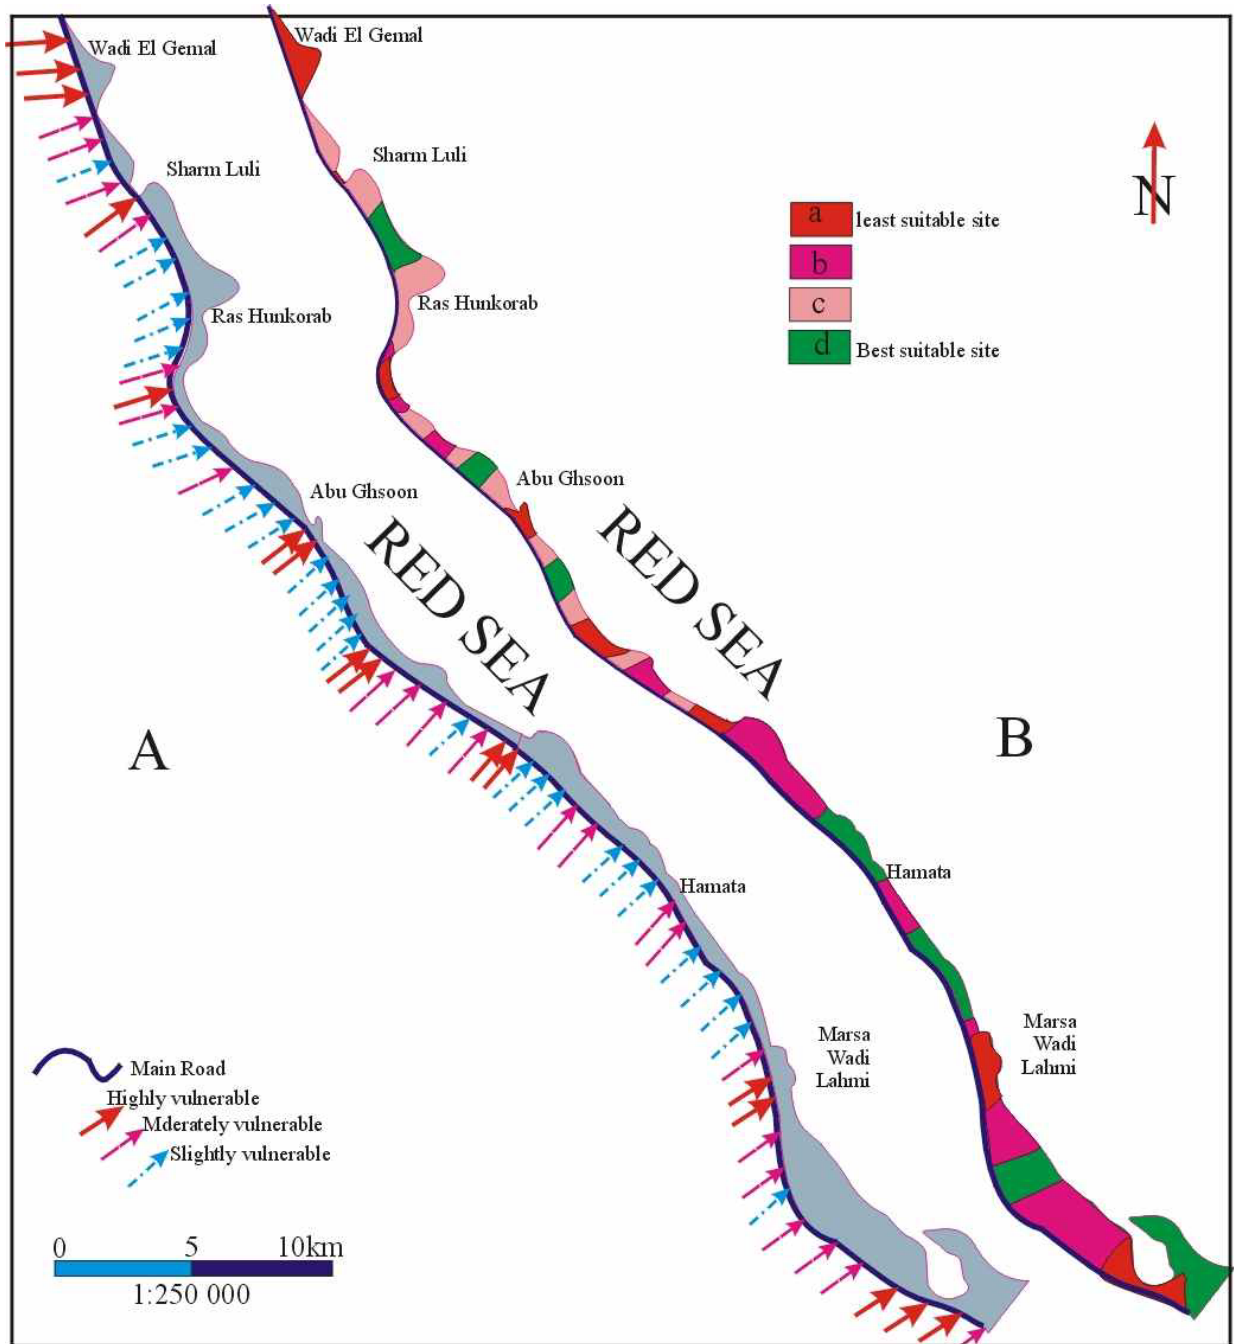 Wadi El Gemal
Wadi El Gemal
Sharm Luli
Sharm Luli
N
a least suitable site
b
c
d Best suitable site
Ras Hunkorab
Ras Hunkorab
Abu Ghsoon
Abu Ghsoon
RED SEA
RED SEA
A
B
Hamata
Hamata
Marsa
Wadi
Lahmi
Marsa
Wadi
Lahmi
Main Road
Highly vulnerable
Mderately vulnerable
Slightly vulnerable
0 5 10km
1:250 000